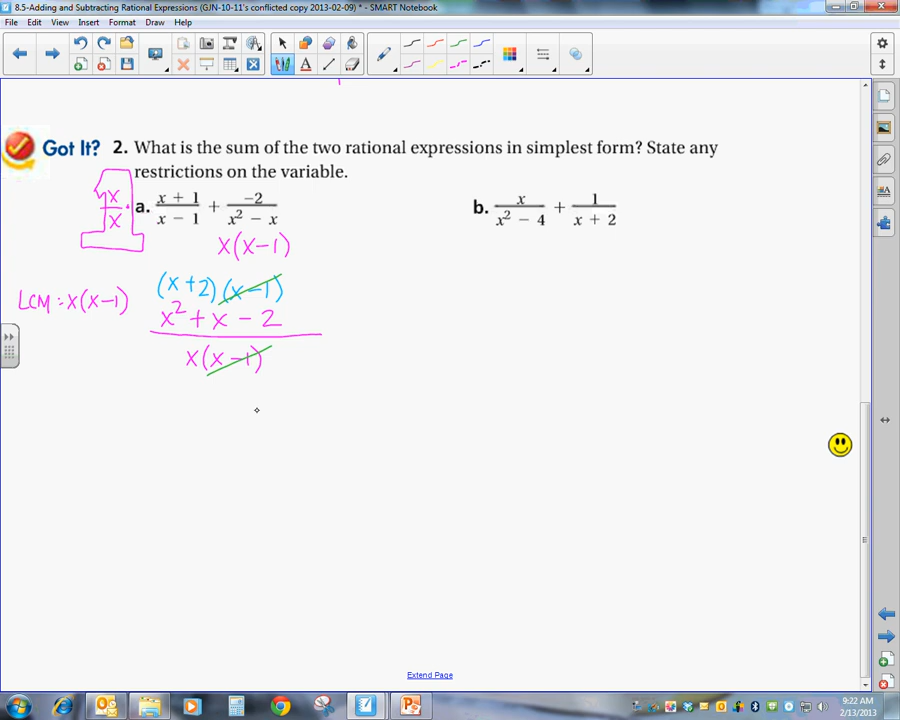 8.5-Adding and Subtracting Rational Expressions (GJN-10-11's conflicted copy 2013-02-09) * - SMART Notebook
File Edit View Insert Format Draw Help
Got It? 2. What is the sum of the two rational expressions in simplest form? State any
restrictions on the variable.
x/x · a. (x + 1)/(x − 1) + −2/(x² − x)
b. x/(x² − 4) + 1/(x + 2)
x(x−1)
(x+2)(x−1)
LCM: x(x−1)
x² + x − 2
x(x−1)
Extend Page
9:22 AM
2/13/2013